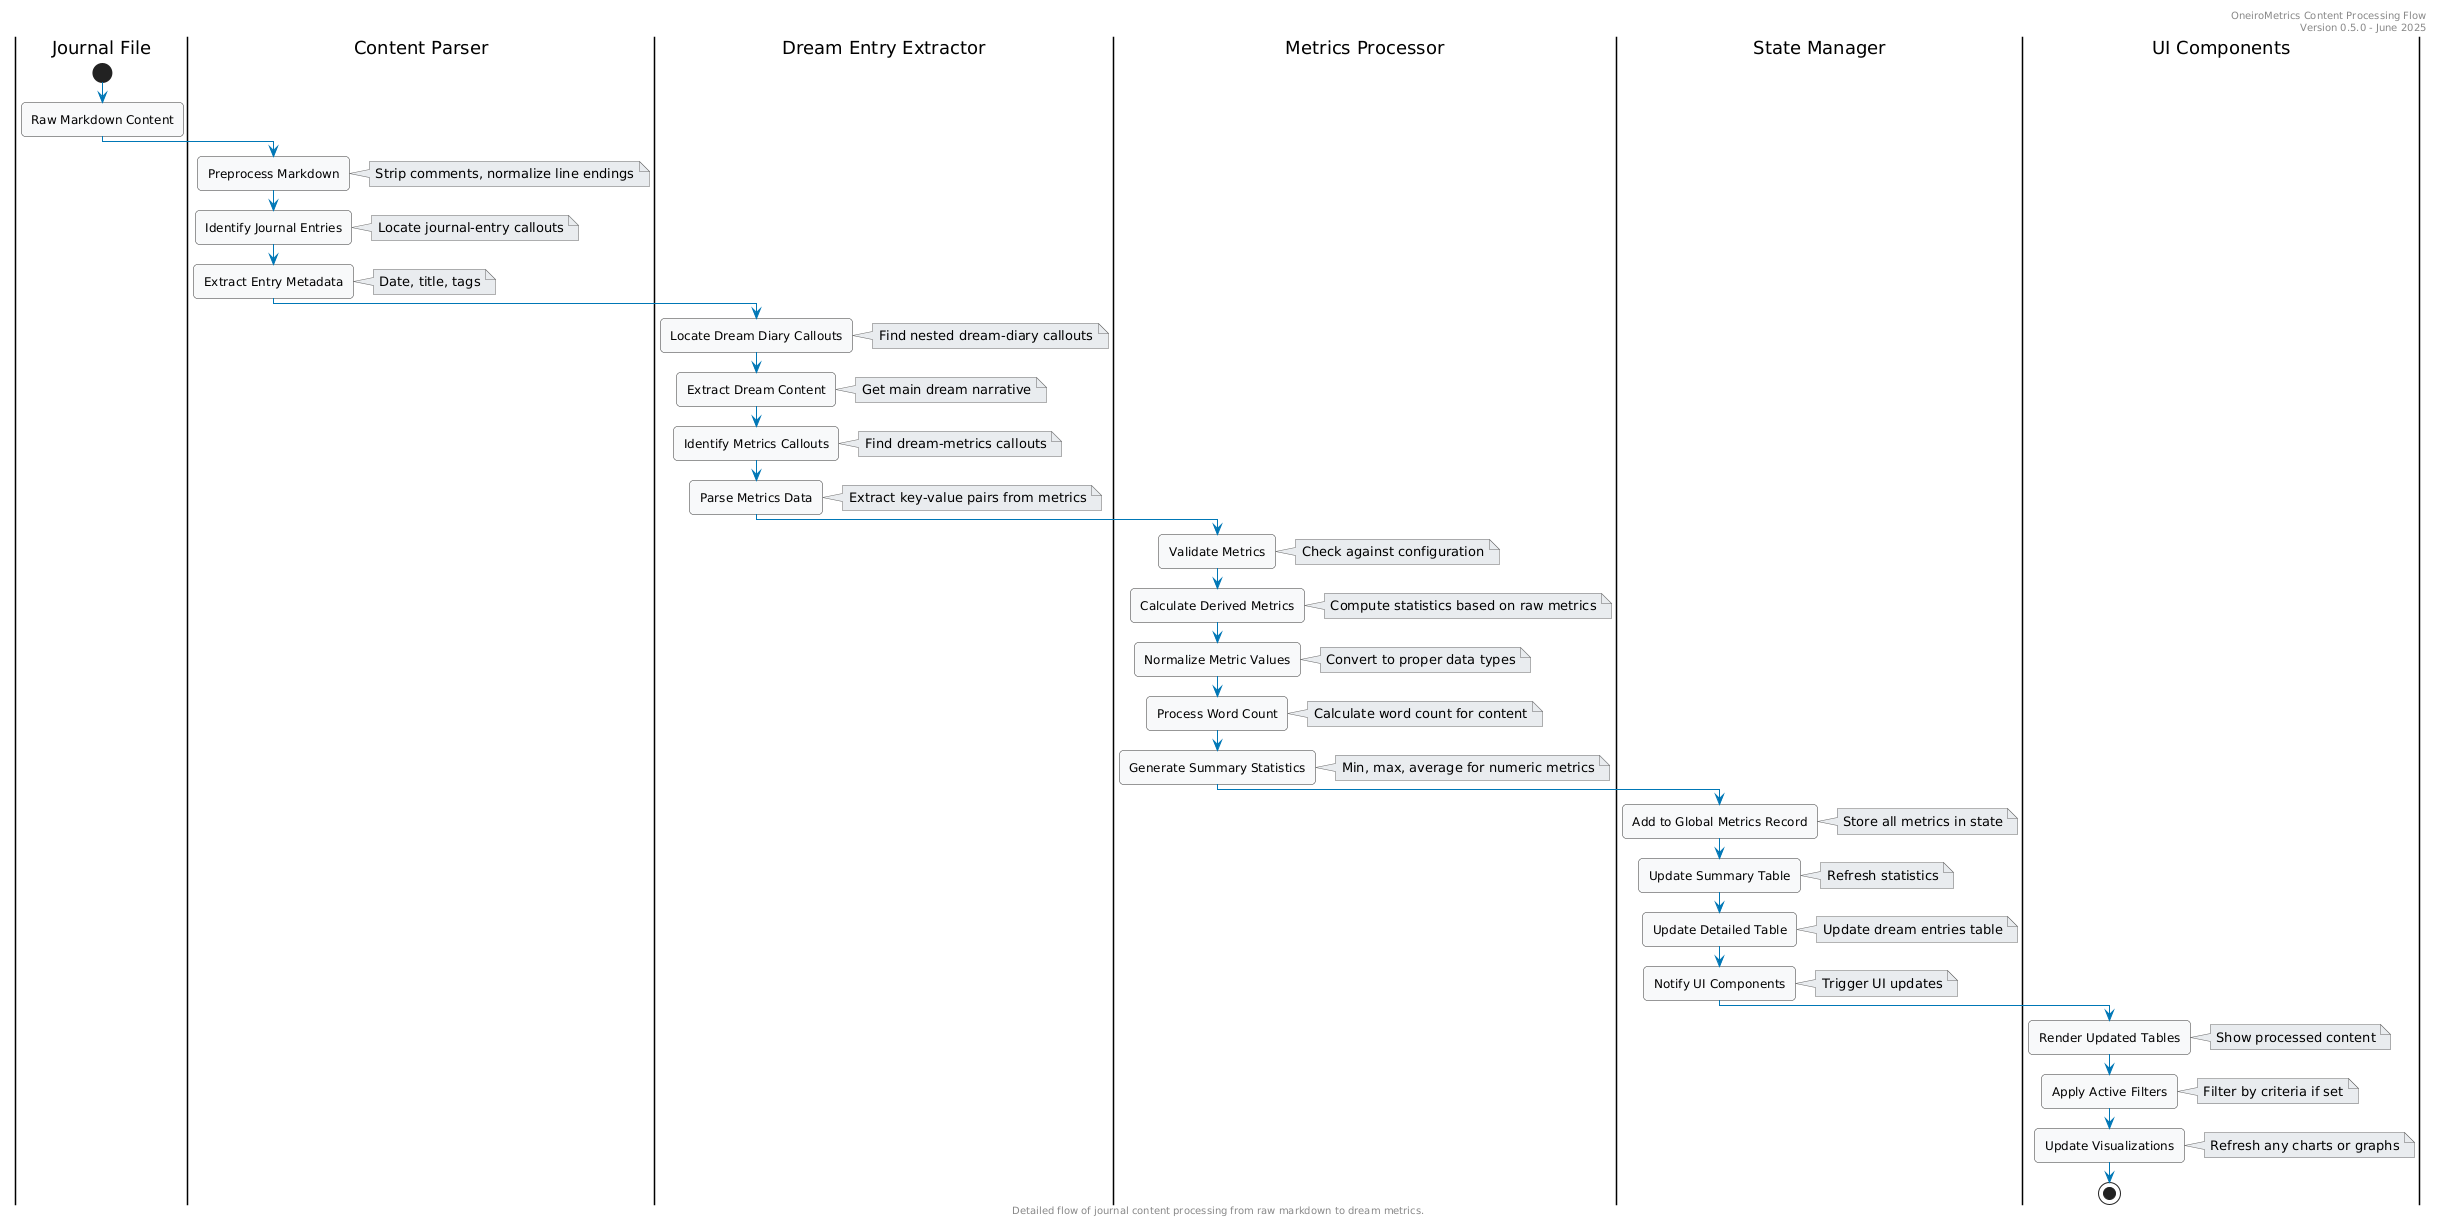 OneiroMetrics Content Processing Flow
Version 0.5.0 - June 2025
Journal File
Content Parser
Dream Entry Extractor
Metrics Processor
State Manager
UI Components
Raw Markdown Content
Preprocess Markdown
Strip comments, normalize line endings
Identify Journal Entries
Locate journal-entry callouts
Extract Entry Metadata
Date, title, tags
Locate Dream Diary Callouts
Find nested dream-diary callouts
Extract Dream Content
Get main dream narrative
Identify Metrics Callouts
Find dream-metrics callouts
Parse Metrics Data
Extract key-value pairs from metrics
Validate Metrics
Check against configuration
Calculate Derived Metrics
Compute statistics based on raw metrics
Normalize Metric Values
Convert to proper data types
Process Word Count
Calculate word count for content
Generate Summary Statistics
Min, max, average for numeric metrics
Add to Global Metrics Record
Store all metrics in state
Update Summary Table
Refresh statistics
Update Detailed Table
Update dream entries table
Notify UI Components
Trigger UI updates
Render Updated Tables
Show processed content
Apply Active Filters
Filter by criteria if set
Update Visualizations
Refresh any charts or graphs
Detailed flow of journal content processing from raw markdown to dream metrics.